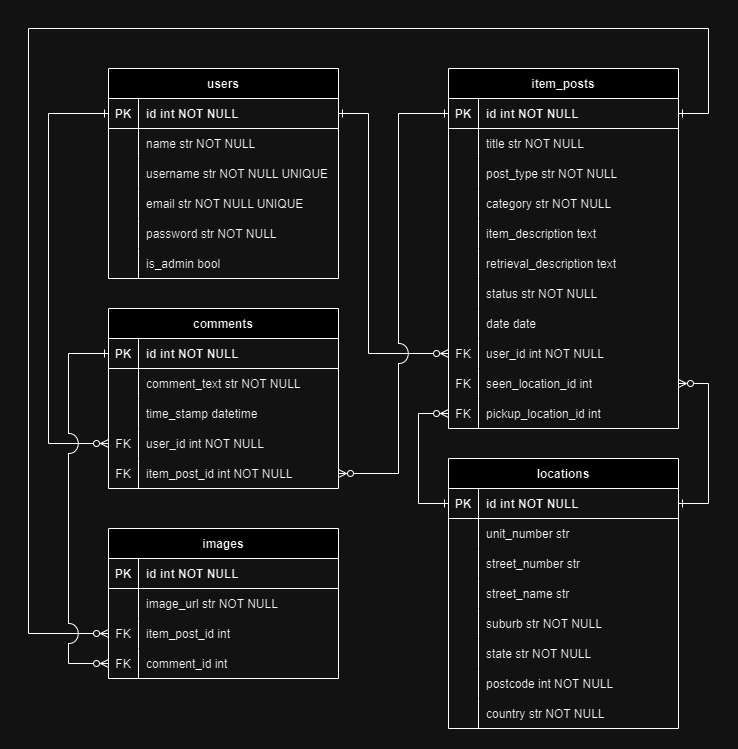 users
PK id int NOT NULL
name str NOT NULL
username str NOT NULL UNIQUE
email str NOT NULL UNIQUE
password str NOT NULL
is_admin bool
comments
PK id int NOT NULL
comment_text str NOT NULL
time_stamp datetime
FK user_id int NOT NULL
FK item_post_id int NOT NULL
images
PK id int NOT NULL
image_url str NOT NULL
FK item_post_id int
FK comment_id int
item_posts
PK id int NOT NULL
title str NOT NULL
post_type str NOT NULL
category str NOT NULL
item_description text
retrieval_description text
status str NOT NULL
date date
FK user_id int NOT NULL
FK seen_location_id int
FK pickup_location_id int
locations
PK id int NOT NULL
unit_number str
street_number str
street_name str
suburb str NOT NULL
state str NOT NULL
postcode int NOT NULL
country str NOT NULL